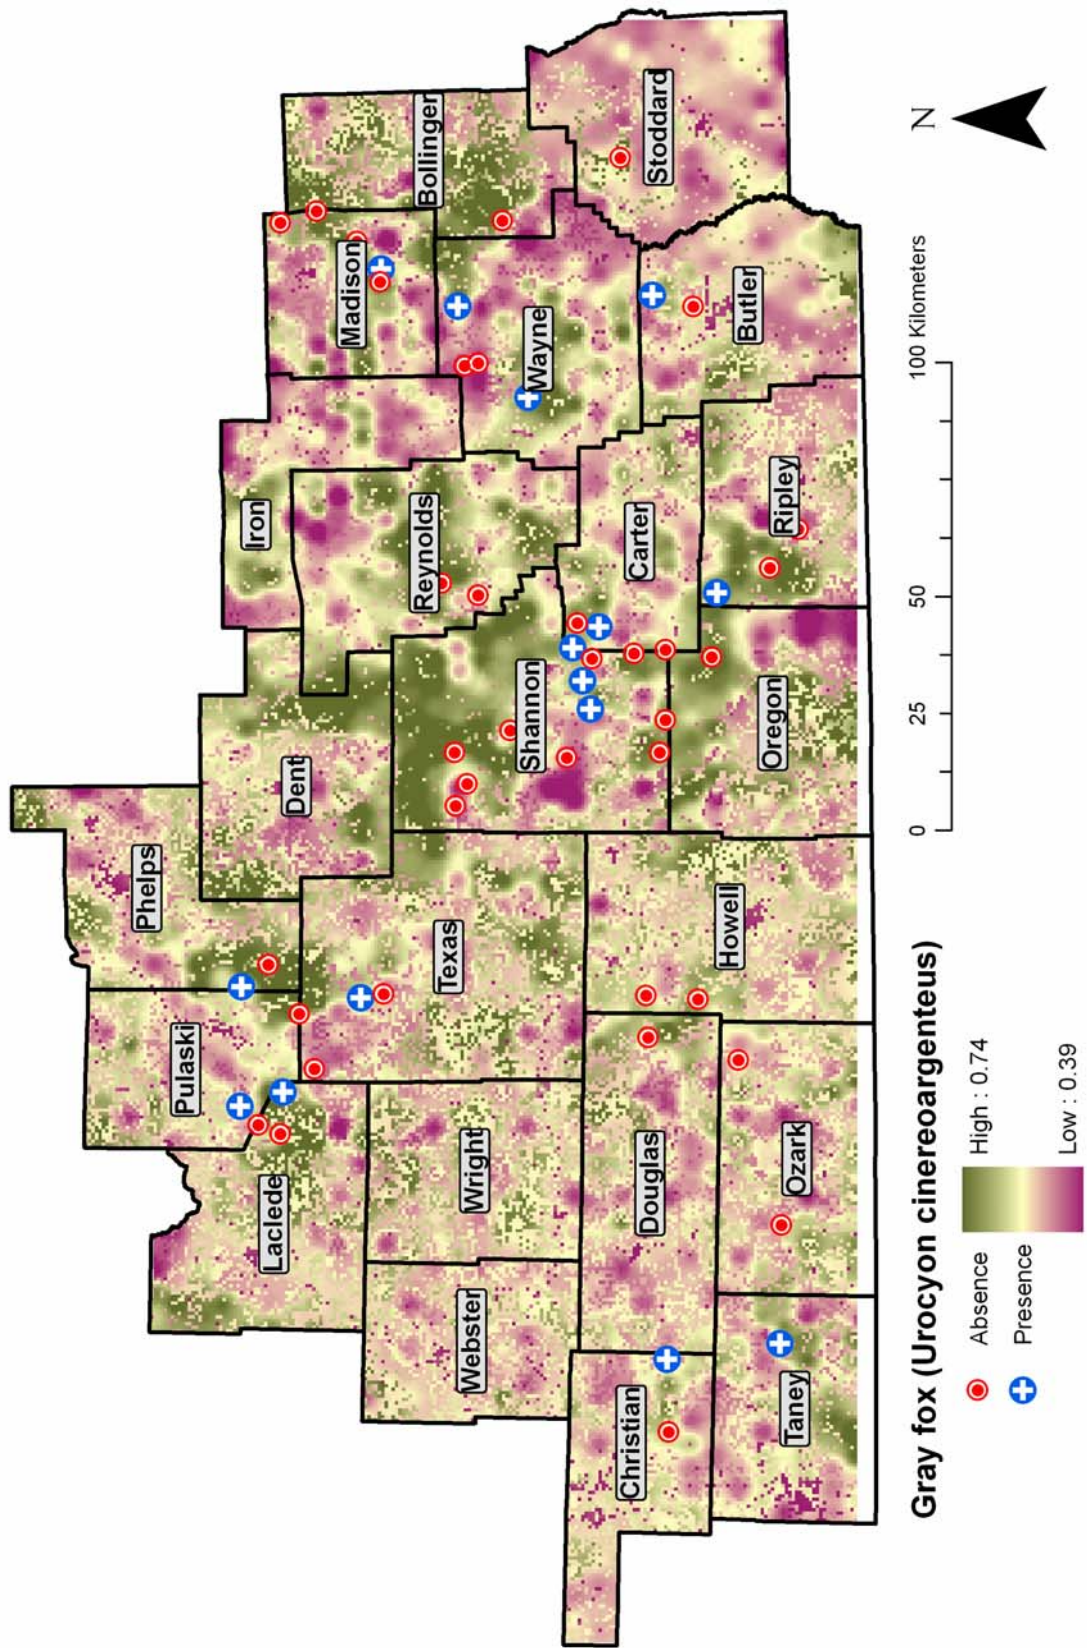 Phelps
Pulaski
Dent
Iron
Laclede
Madison
Bollinger
Texas
Reynolds
Wright
Webster
Shannon
Wayne
Carter
Stoddard
Christian
Douglas
Howell
Butler
Taney
Ozark
Oregon
Ripley
Gray fox (Urocyon cinereoargenteus)
Absence
Presence
High : 0.74
Low : 0.39
0 25 50 100 Kilometers
N